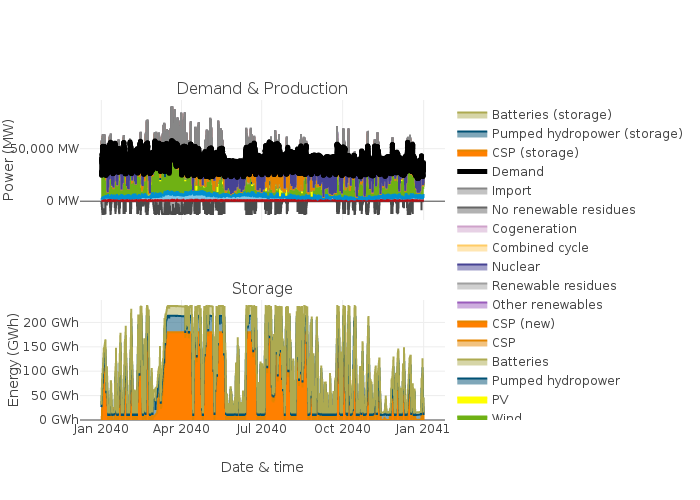 Demand & Production
Power (MW)
50,000 MW
0 MW
Storage
Energy (GWh)
200 GWh
150 GWh
100 GWh
50 GWh
0 GWh
Jan 2040
Apr 2040
Jul 2040
Oct 2040
Jan 2041
Date & time
Batteries (storage)
Pumped hydropower (storage)
CSP (storage)
Demand
Import
No renewable residues
Cogeneration
Combined cycle
Nuclear
Renewable residues
Other renewables
CSP (new)
CSP
Batteries
Pumped hydropower
PV
Wind